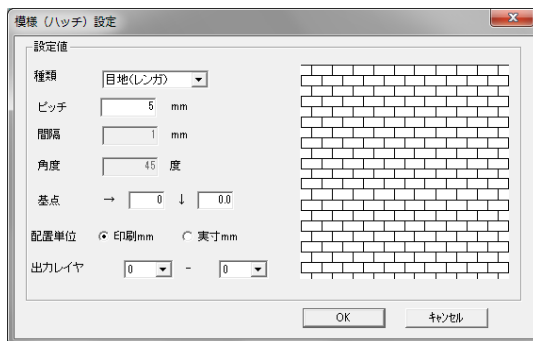 模様（ハッチ）設定
設定値
種類 目地(レンガ)
ピッチ 5 mm
間隔 1 mm
角度 45 度
基点 → 0 ↓ 0.0
配置単位 印刷mm 実寸mm
出力レイヤ 0 - 0
OK キャンセル